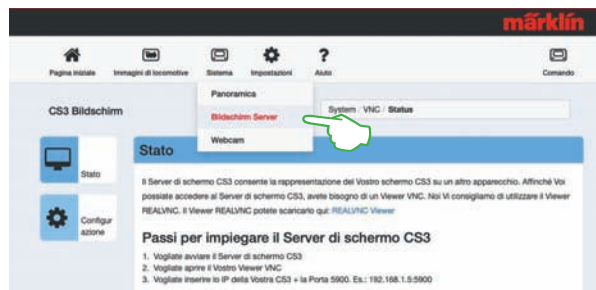 märklin
Pagina iniziale Immagini di locomotive Sistema Impostazioni Aiuto Comando
Panoramica
Bildschirm Server
Webcam
CS3 Bildschirm
System / VNC / Status
Stato
Configur
azione
Stato
Il Server di schermo CS3 consente la rappresentazione del Vostro schermo CS3 su un altro apparecchio. Affinché Voi
possiate accedere al Server di schermo CS3, avete bisogno di un Viewer VNC. Noi Vi consigliamo di utilizzare il Viewer
REALVNC. Il Viewer REALVNC potete scaricarlo qui: REALVNC Viewer
Passi per impiegare il Server di schermo CS3
1. Vogliate avviare il Server di schermo CS3
2. Vogliate aprire il Vostro Viewer VNC
3. Vogliate inserire lo IP della Vostra CS3 + la Porta 5900. Es.: 192.168.1.5:5900